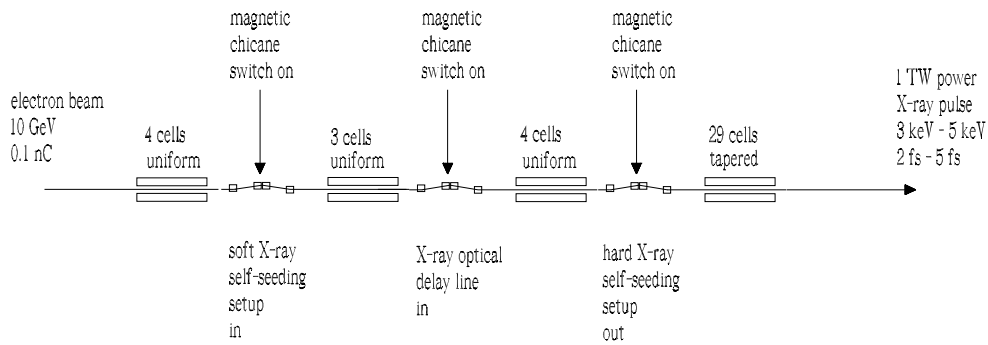 magnetic
chicane
switch on
magnetic
chicane
switch on
magnetic
chicane
switch on
1 TW power
X-ray pulse
3 keV - 5 keV
2 fs - 5 fs
electron beam
10 GeV
0.1 nC
4 cells
uniform
3 cells
uniform
4 cells
uniform
29 cells
tapered
soft X-ray
self-seeding
setup
in
X-ray optical
delay line
in
hard X-ray
self-seeding
setup
out